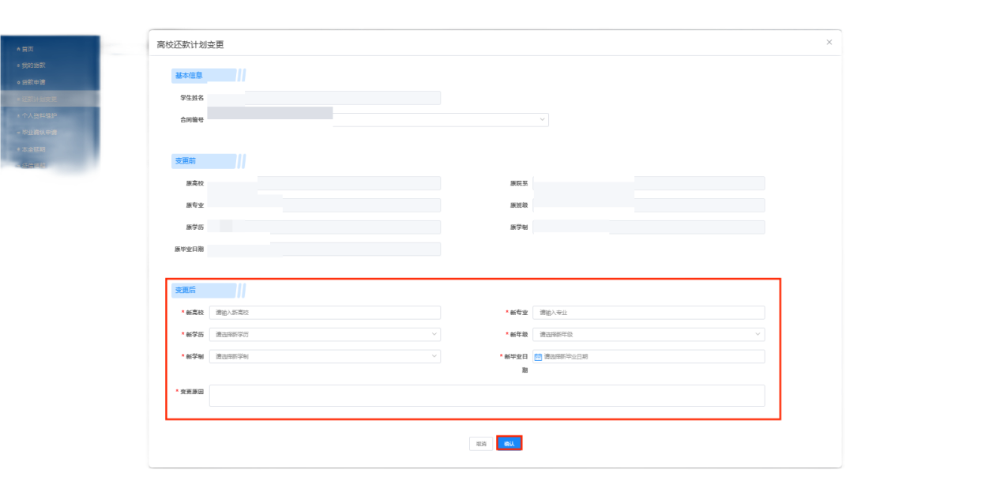 首页
我的贷款
贷款申请
还款计划变更
个人资料维护
毕业确认申请
高校还款计划变更
基本信息
学生姓名
合同编号
变更前
原高校
原院系
原专业
原班级
原学历
原学制
原毕业日期
变更后
* 新高校 请输入新高校
* 新专业 请输入专业
* 新学历 请选择新学历
* 新年级 请选择新年级
* 新学制 请选择新学制
* 新毕业日期 请选择新毕业日期
* 变更原因
取消
确认